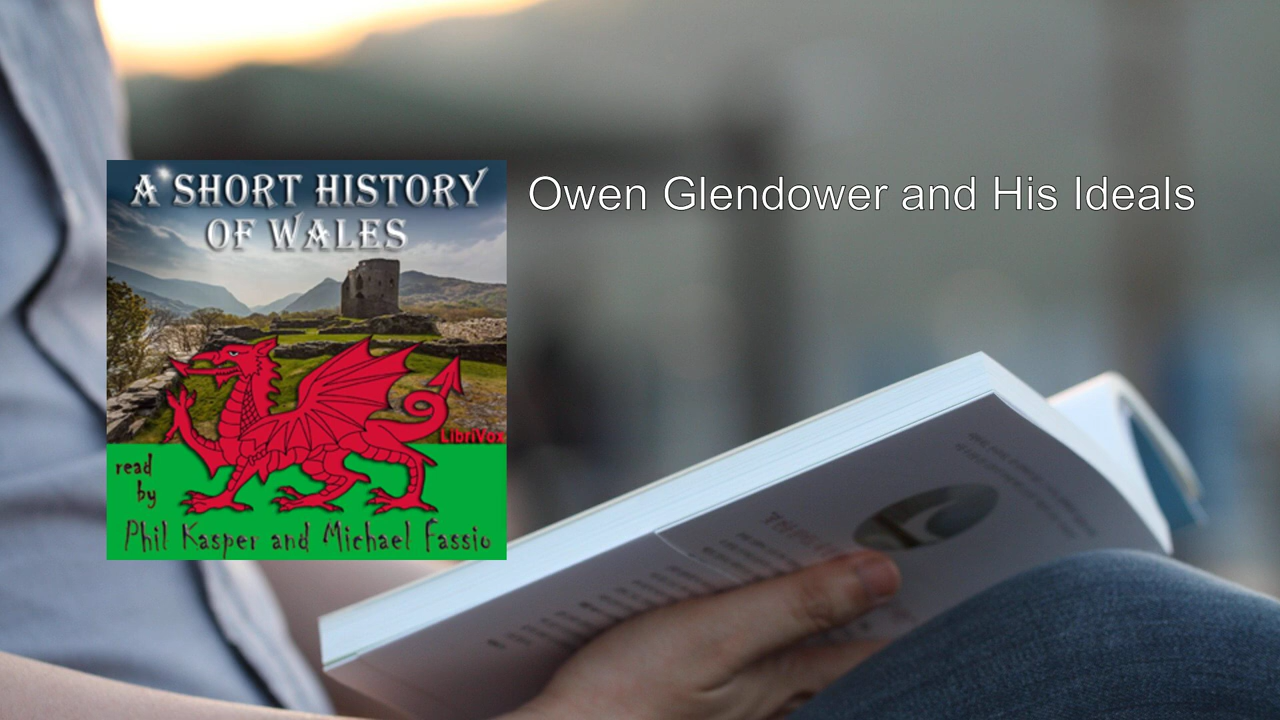 A SHORT HISTORY
OF WALES
Owen Glendower and His Ideals
LibriVox
read
by
Phil Kasper and Michael Fassio